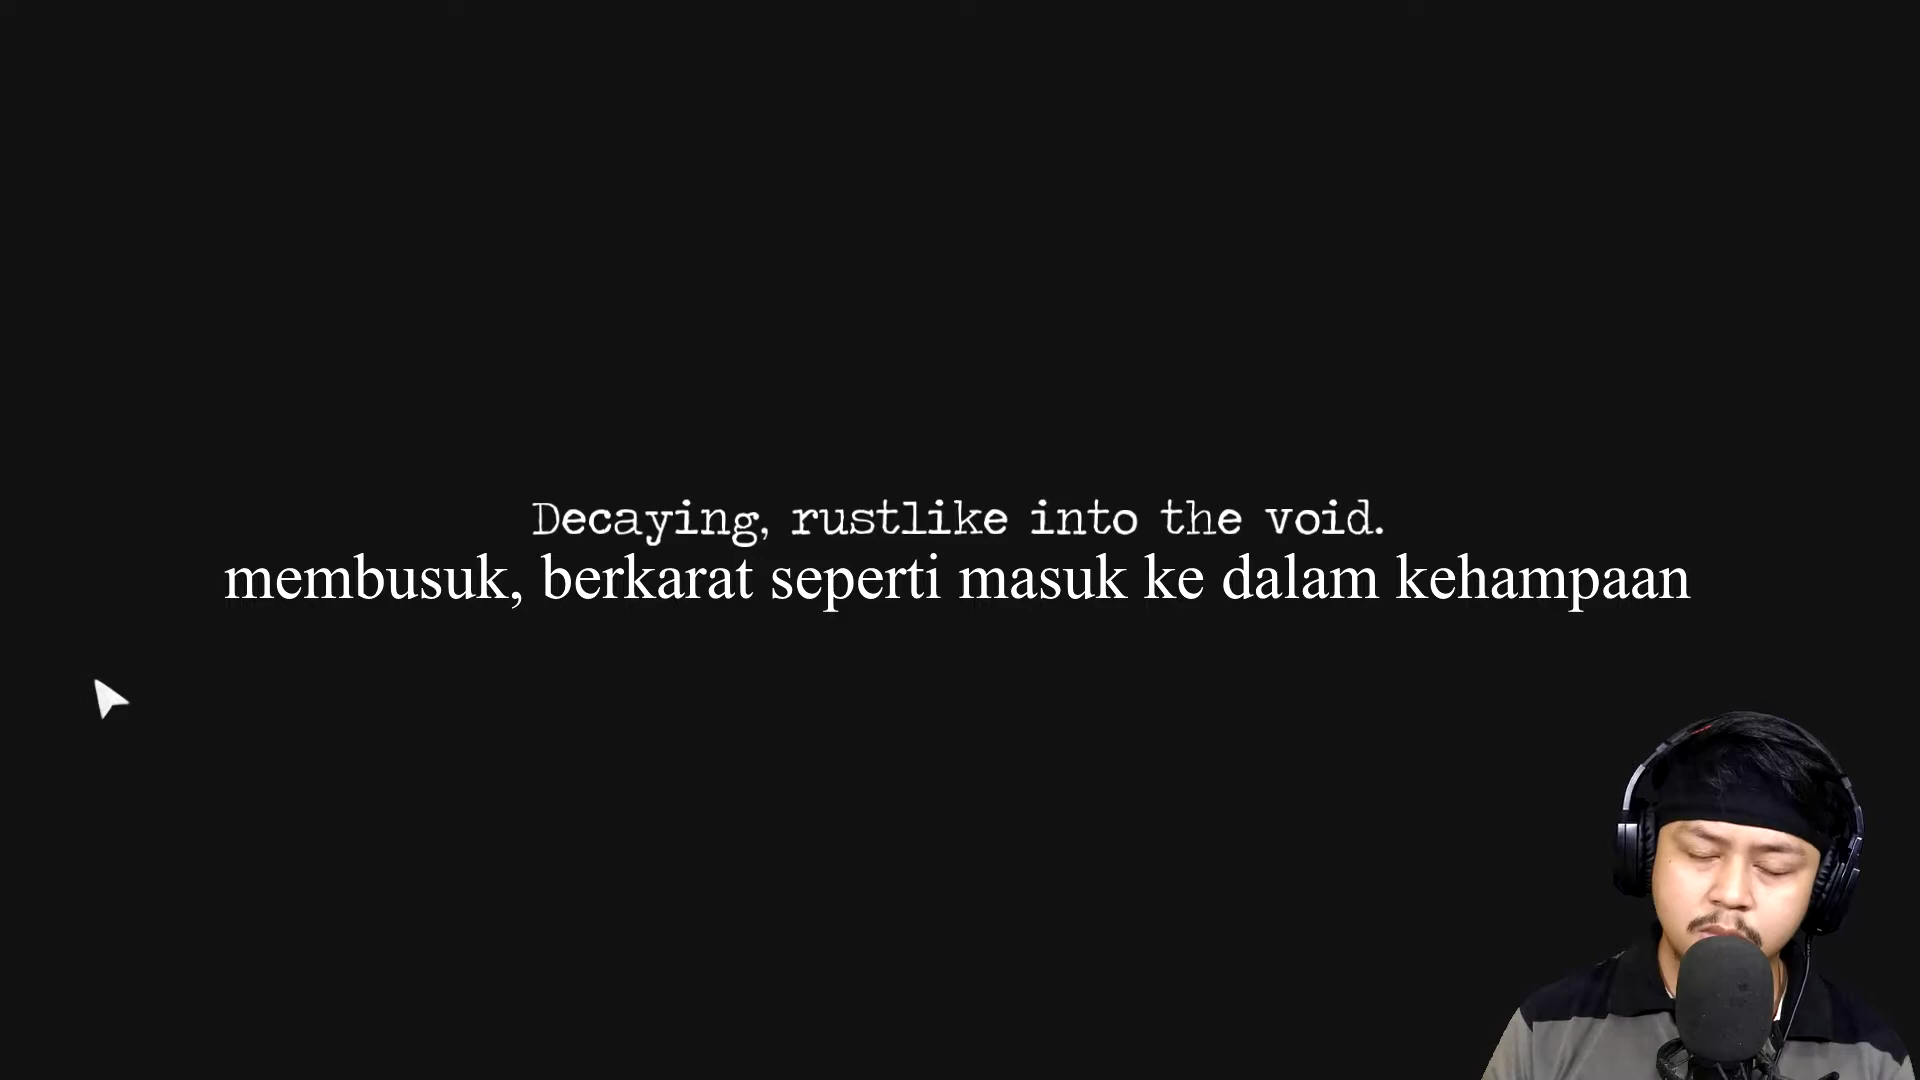 Decaying, rustlike into the void.
membusuk, berkarat seperti masuk ke dalam kehampaan